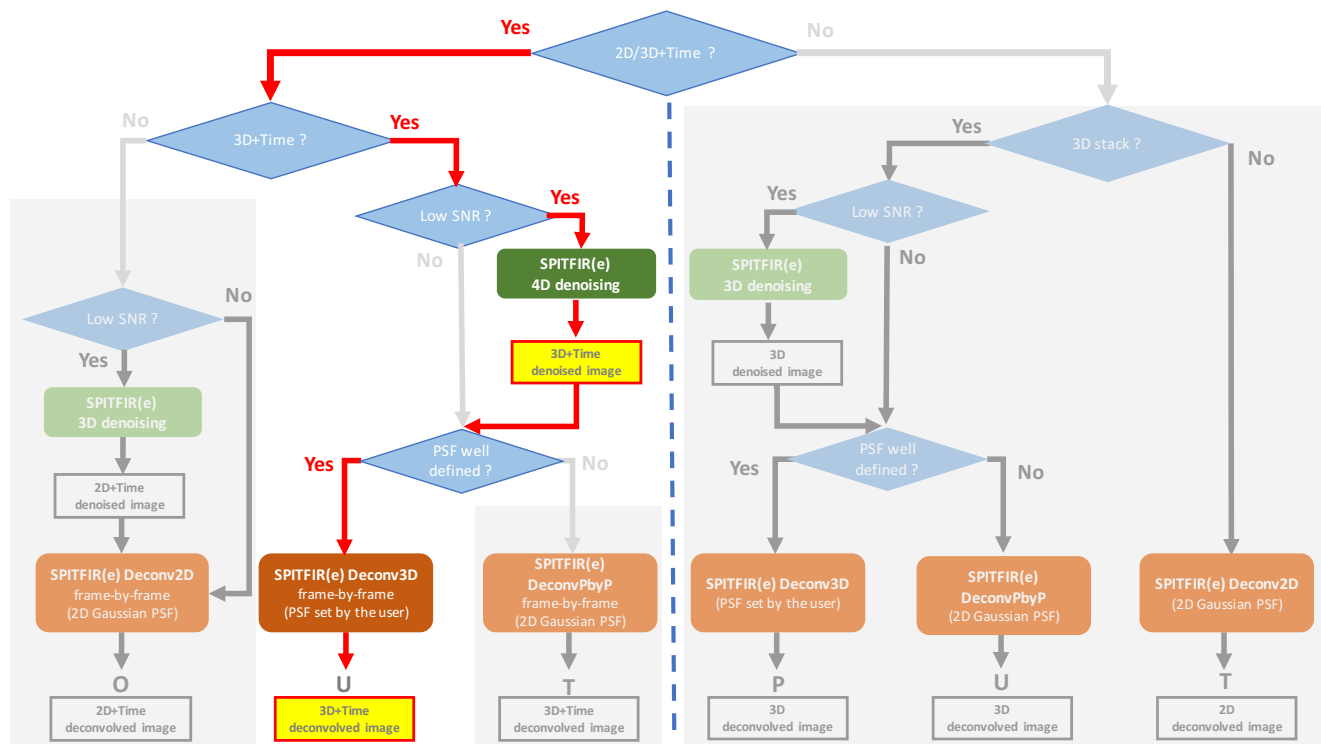 Yes
2D/3D+Time ?
No
No
3D+Time ?
Yes
Yes
3D stack ?
No
Low SNR ?
Yes
No
SPITFIR(e)
4D denoising
3D+Time
denoised image
Yes
Low SNR ?
No
SPITFIR(e)
3D denoising
3D
denoised image
Low SNR ?
No
Yes
SPITFIR(e)
3D denoising
2D+Time
denoised image
PSF well
defined ?
Yes
No
PSF well
defined ?
Yes
No
SPITFIR(e) Deconv2D
frame-by-frame
(2D Gaussian PSF)
SPITFIR(e) Deconv3D
frame-by-frame
(PSF set by the user)
SPITFIR(e)
DeconvPbyP
frame-by-frame
(2D Gaussian PSF)
SPITFIR(e) Deconv3D
(PSF set by the user)
SPITFIR(e)
DeconvPbyP
(2D Gaussian PSF)
SPITFIR(e) Deconv2D
(2D Gaussian PSF)
O
U
T
P
U
T
2D+Time
deconvolved image
3D+Time
deconvolved image
3D+Time
deconvolved image
3D
deconvolved image
3D
deconvolved image
2D
deconvolved image